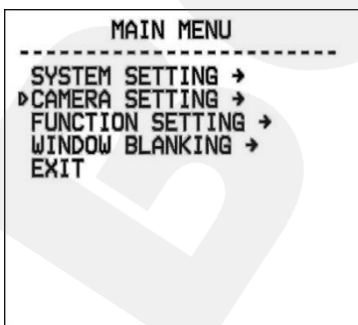 MAIN MENU
------------------------
SYSTEM SETTING →
▷CAMERA SETTING →
FUNCTION SETTING →
WINDOW BLANKING →
EXIT